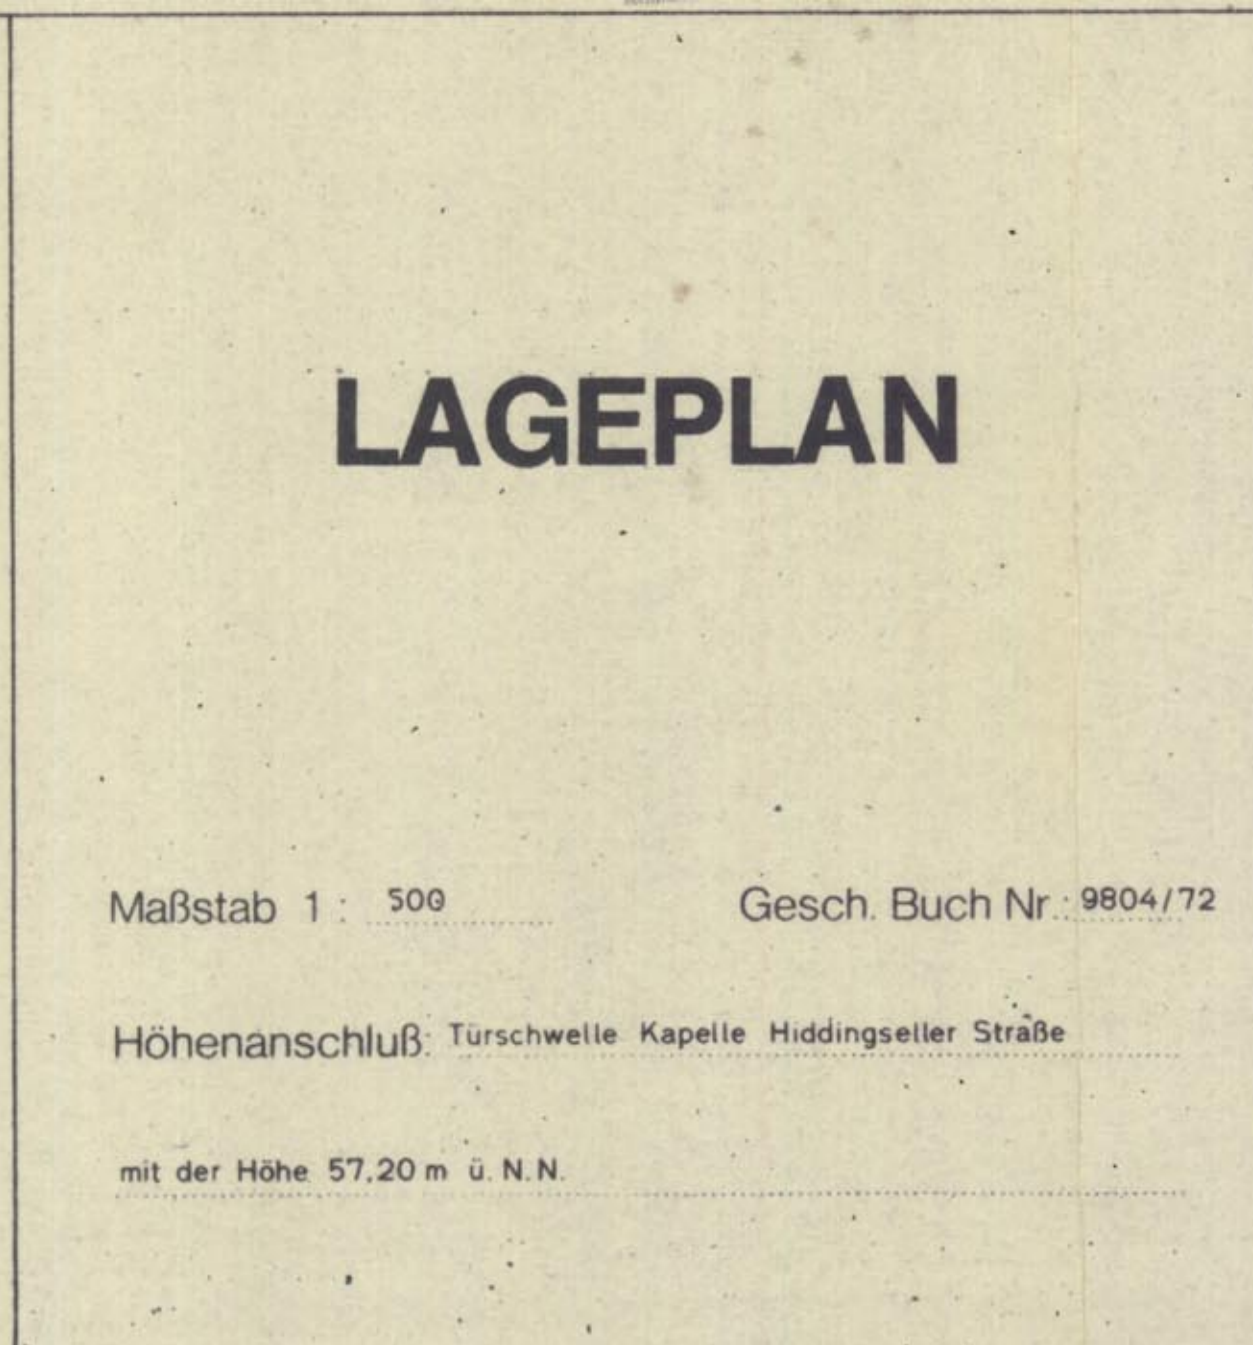 LAGEPLAN
Maßstab 1: 500 Gesch. Buch Nr.: 9804/72
Höhenanschluß: Türschwelle Kapelle Hiddingseller Straße
mit der Höhe 57,20 m ü. N.N.